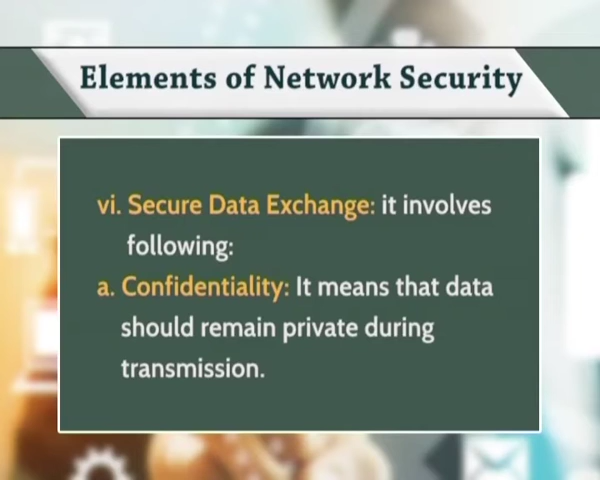 Elements of Network Security
vi. Secure Data Exchange: it involves
following:
a. Confidentiality: It means that data
should remain private during
transmission.